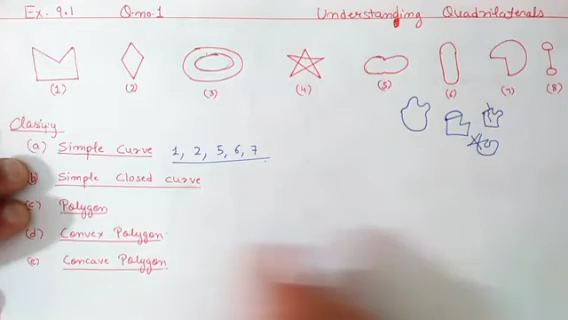 Ex. 9.1 Q.no.1 Understanding Quadrilaterals
(1) (2) (3) (4) (5) (6) (7) (8)
Classify
(a) Simple Curve 1, 2, 5, 6, 7
(b) Simple Closed curve
(c) Polygon
(d) Convex Polygon
(e) Concave Polygon